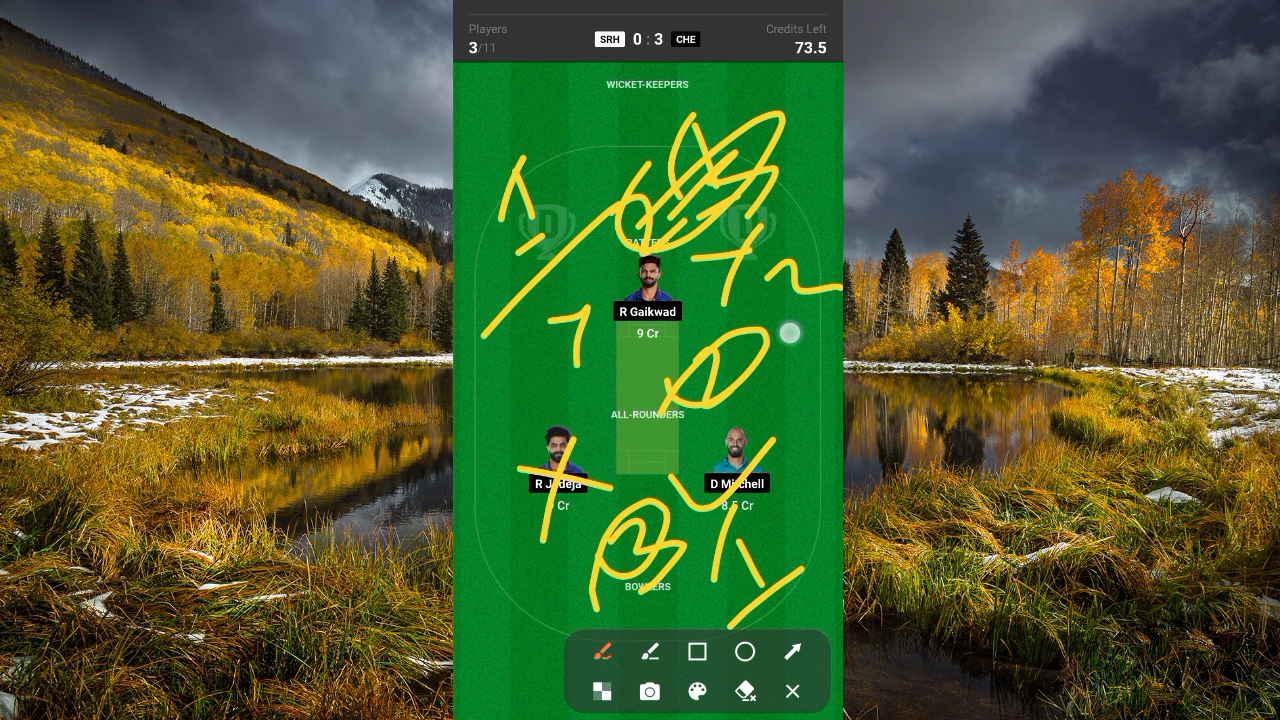 Players
Credits Left
3/11
SRH 0 : 3 CHE
73.5
WICKET-KEEPERS
R Gaikwad
9 Cr
ALL-ROUNDERS
R Jadeja
D Mitchell
Cr
8.5 Cr
BOWLERS